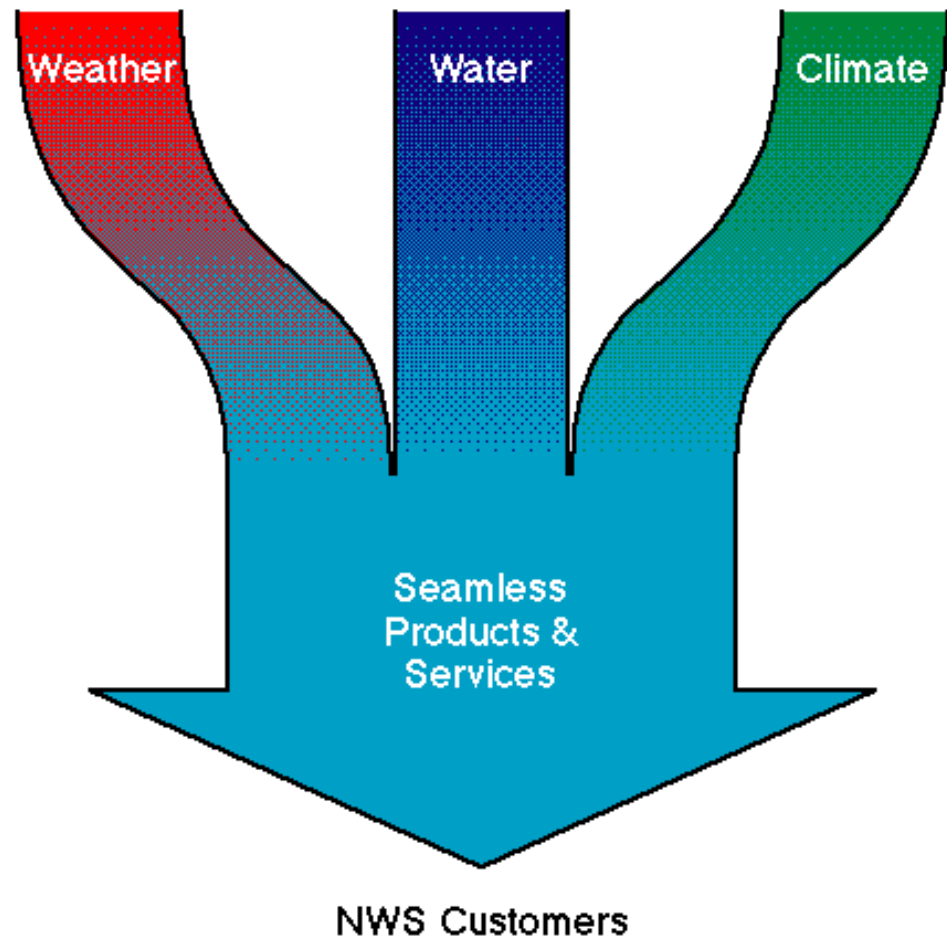 Weather
Water
Climate
Seamless
Products &
Services
NWS Customers